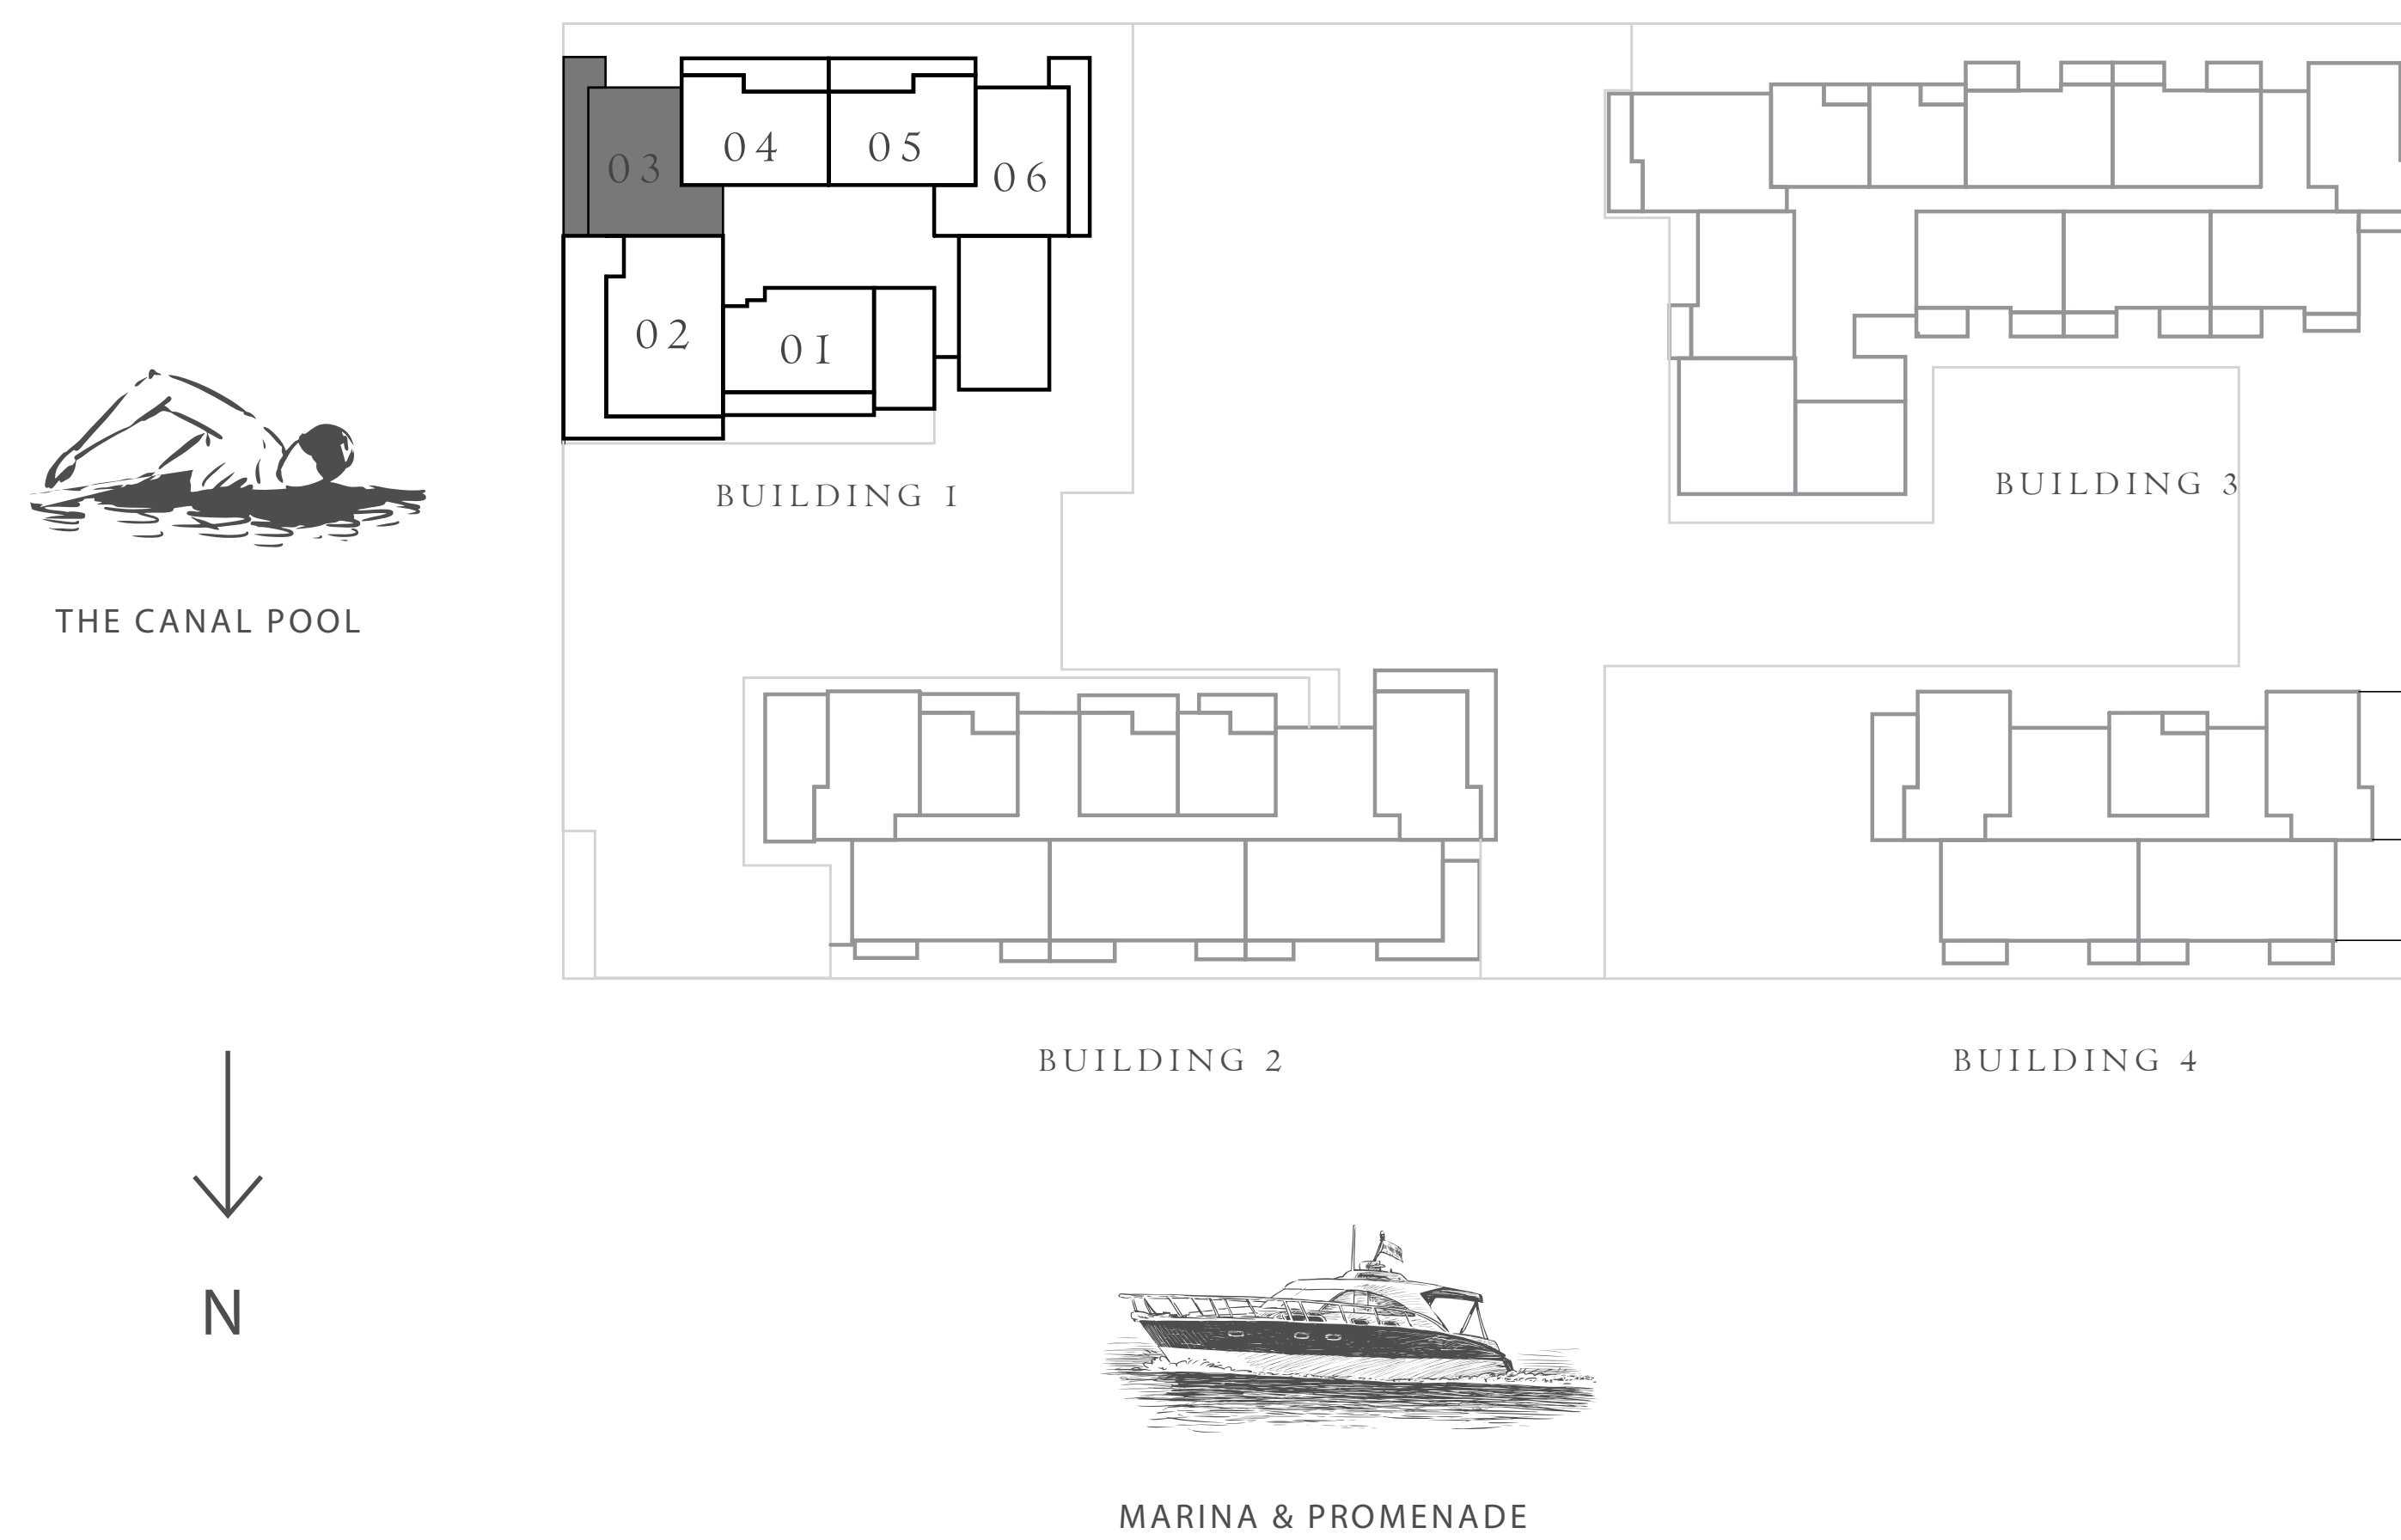 04
05
03
06
02
01
BUILDING 1
BUILDING 3
THE CANAL POOL
BUILDING 2
BUILDING 4
N
MARINA & PROMENADE